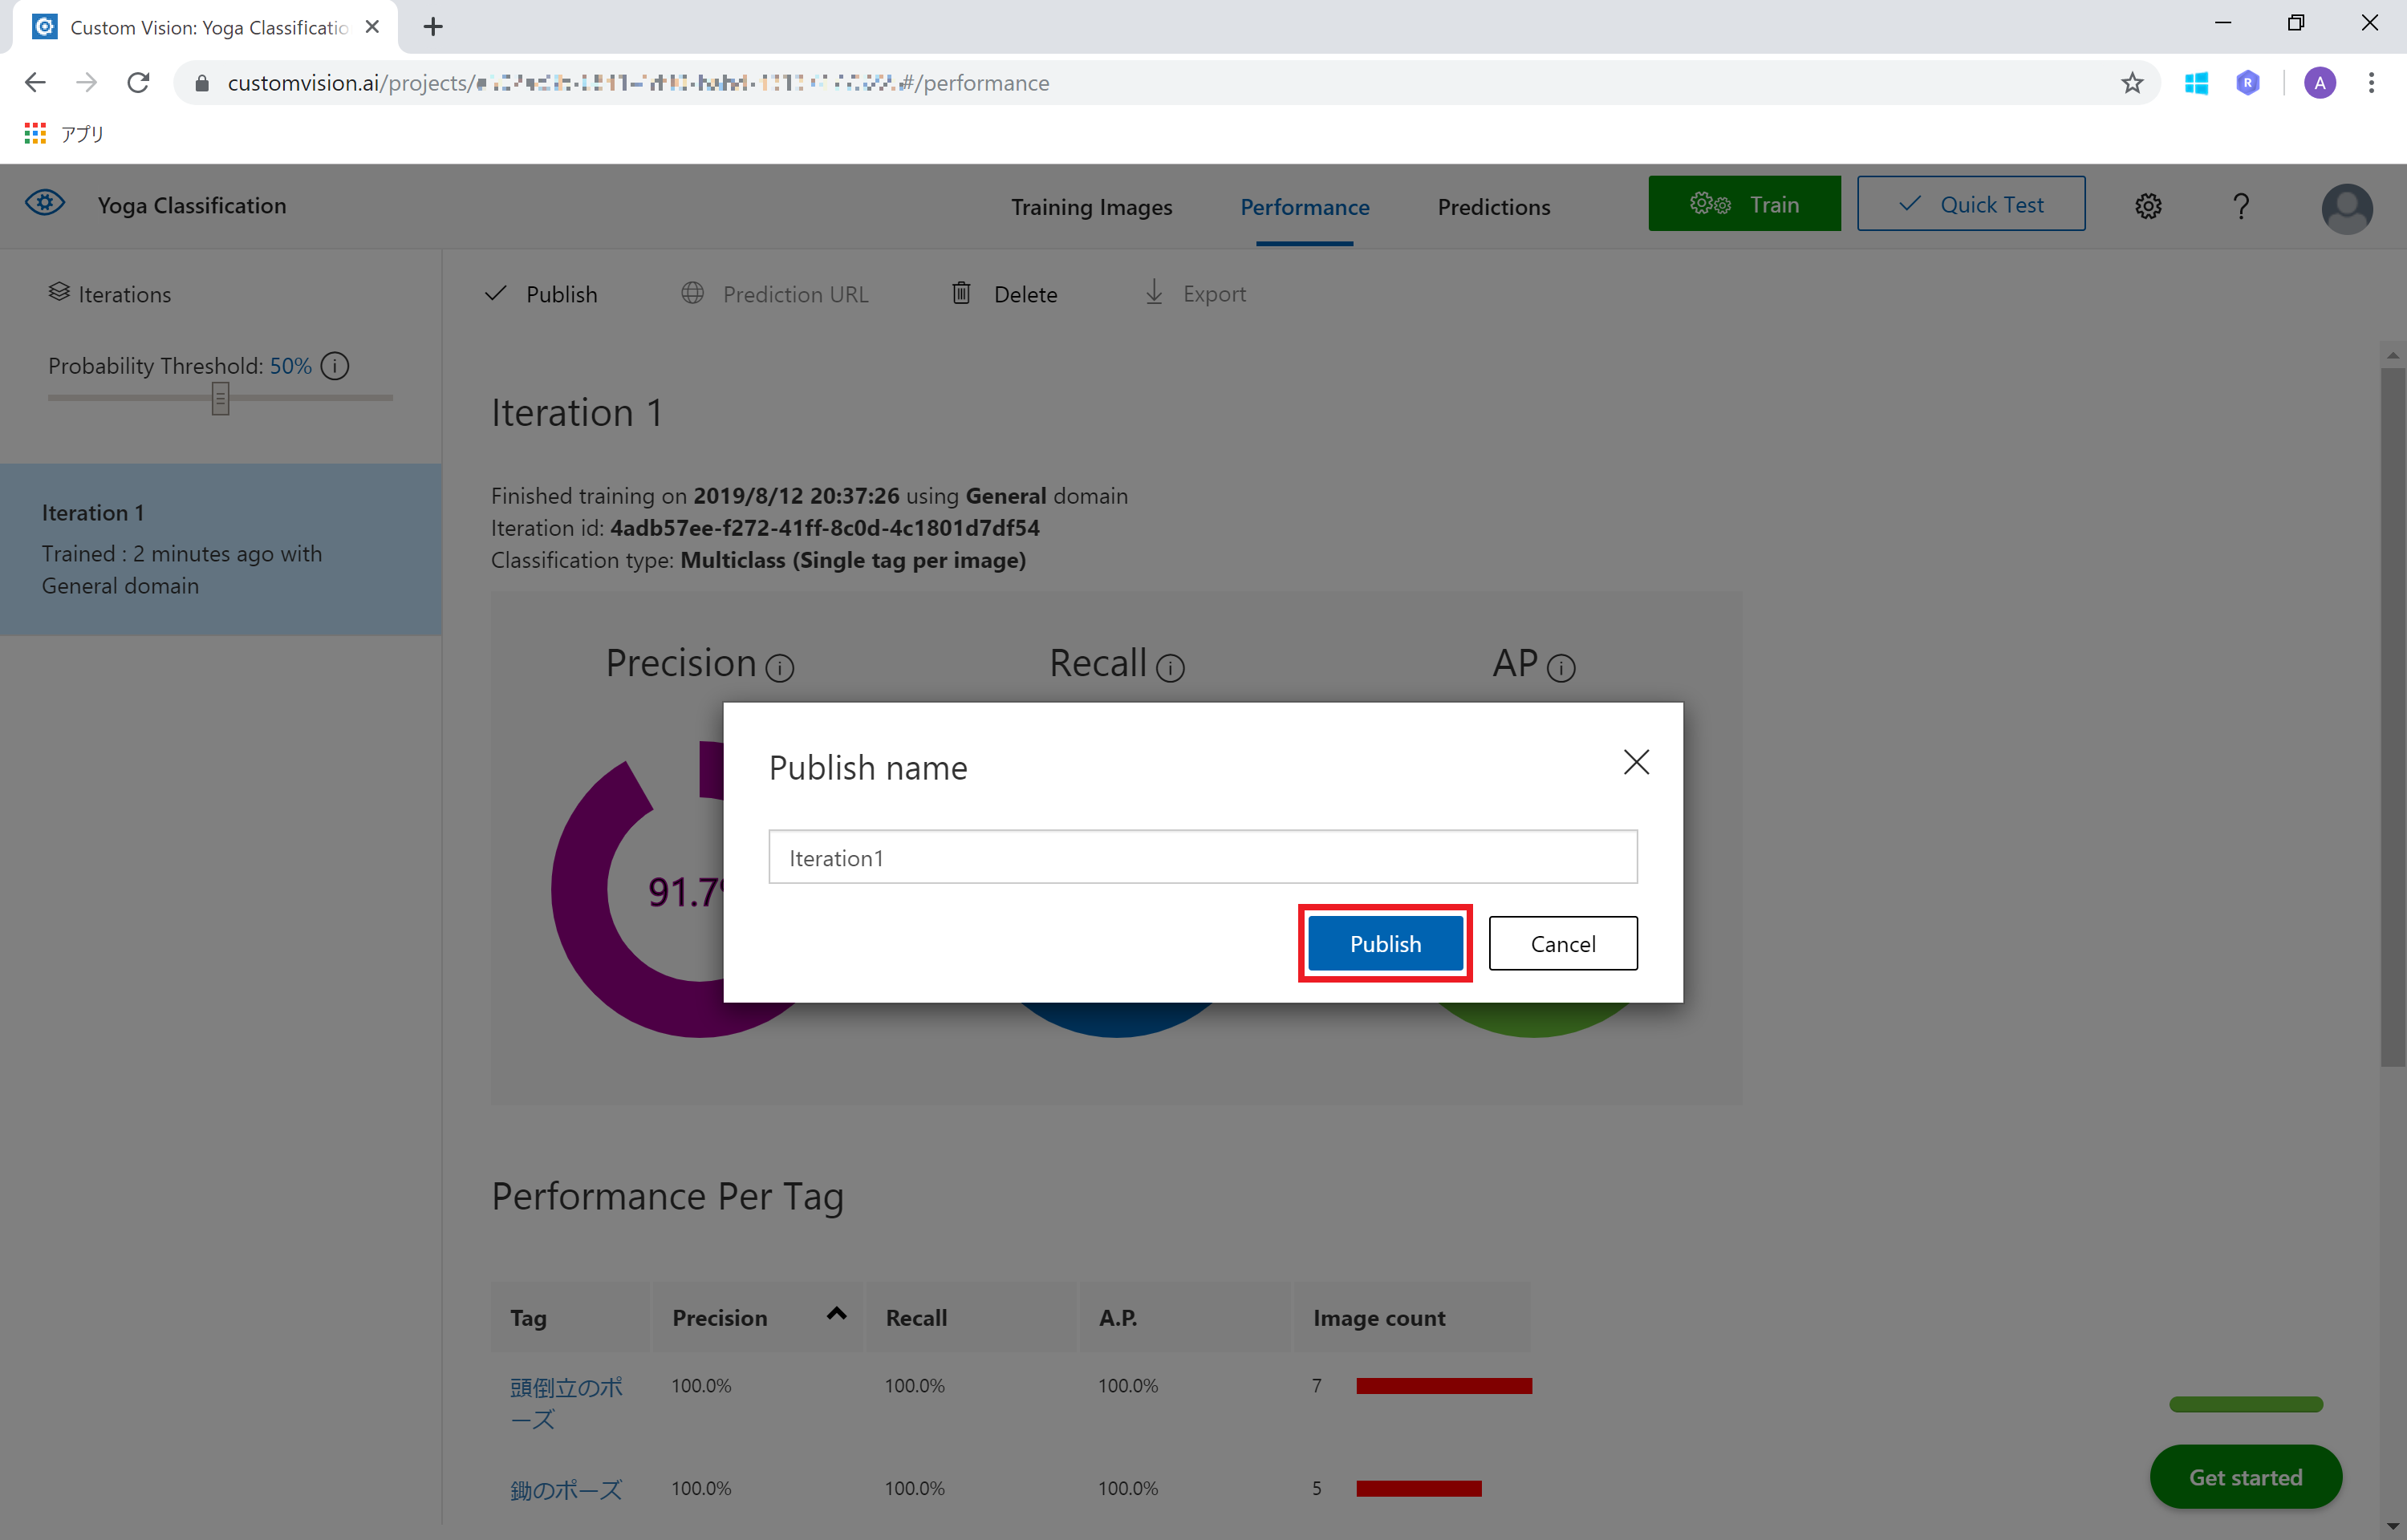 Custom Vision: Yoga Classificatio
customvision.ai/projects/
#/performance
A
アプリ
Yoga Classification
Training Images
Performance
Predictions
Train
Quick Test
?
Iterations
Publish
Prediction URL
Delete
Export
Probability Threshold: 50%
Iteration 1
Iteration 1
Trained : 2 minutes ago with
General domain
Finished training on 2019/8/12 20:37:26 using General domain
Iteration id: 4adb57ee-f272-41ff-8c0d-4c1801d7df54
Classification type: Multiclass (Single tag per image)
Precision
Recall
AP
91.7%
Publish name
Iteration1
Publish
Cancel
Performance Per Tag
Tag
Precision
Recall
A.P.
Image count
頭倒立のポ
ーズ
100.0%
100.0%
100.0%
7
鋤のポーズ
100.0%
100.0%
100.0%
5
Get started